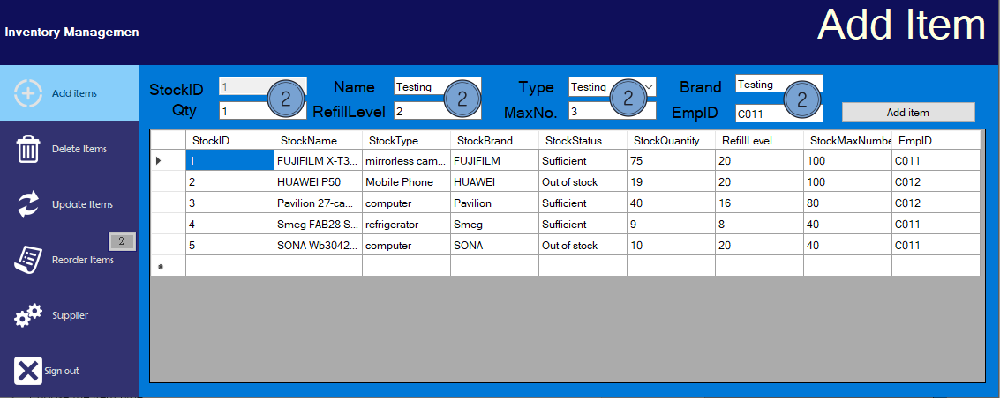 Inventory Managemen
Add Item
Add items
Delete Items
Update Items
2
Reorder Items
Supplier
Sign out
StockID 1 2 Name Testing 2 Type Testing 2 Brand Testing 2
Qty 1 RefillLevel 2 MaxNo. 3 EmpID C011 Add item
StockID StockName StockType StockBrand StockStatus StockQuantity RefillLevel StockMaxNumbe EmpID
1 FUJIFILM X-T3... mirrorless cam... FUJIFILM Sufficient 75 20 100 C011
2 HUAWEI P50 Mobile Phone HUAWEI Out of stock 19 20 100 C012
3 Pavilion 27-ca... computer Pavilion Sufficient 40 16 80 C012
4 Smeg FAB28 S... refrigerator Smeg Sufficient 9 8 40 C011
5 SONA Wb3042... computer SONA Out of stock 10 20 40 C011